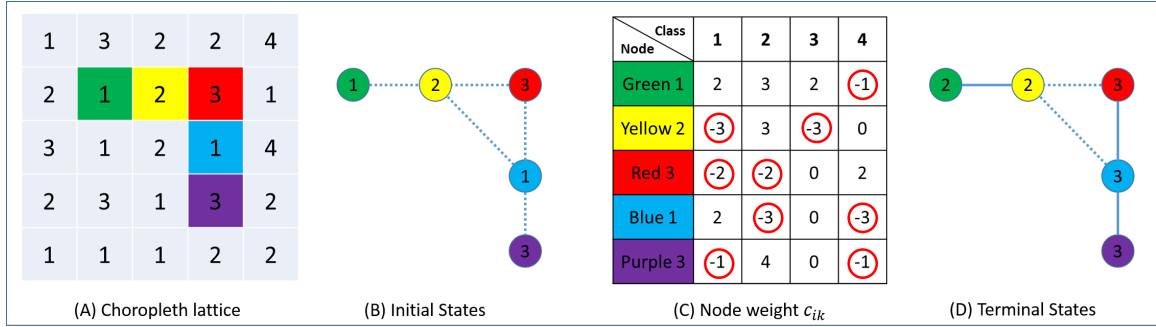 1 3 2 2 4
2 1 2 3 1
3 1 2 1 4
2 3 1 3 2
1 1 1 2 2
(A) Choropleth lattice
1 2 3
1
3
(B) Initial States
Class
Node
1 2 3 4
Green 1 2 3 2 -1
Yellow 2 -3 3 -3 0
Red 3 -2 -2 0 2
Blue 1 2 -3 0 -3
Purple 3 -1 4 0 -1
(C) Node weight c_{ik}
2 2 3
3
3
(D) Terminal States